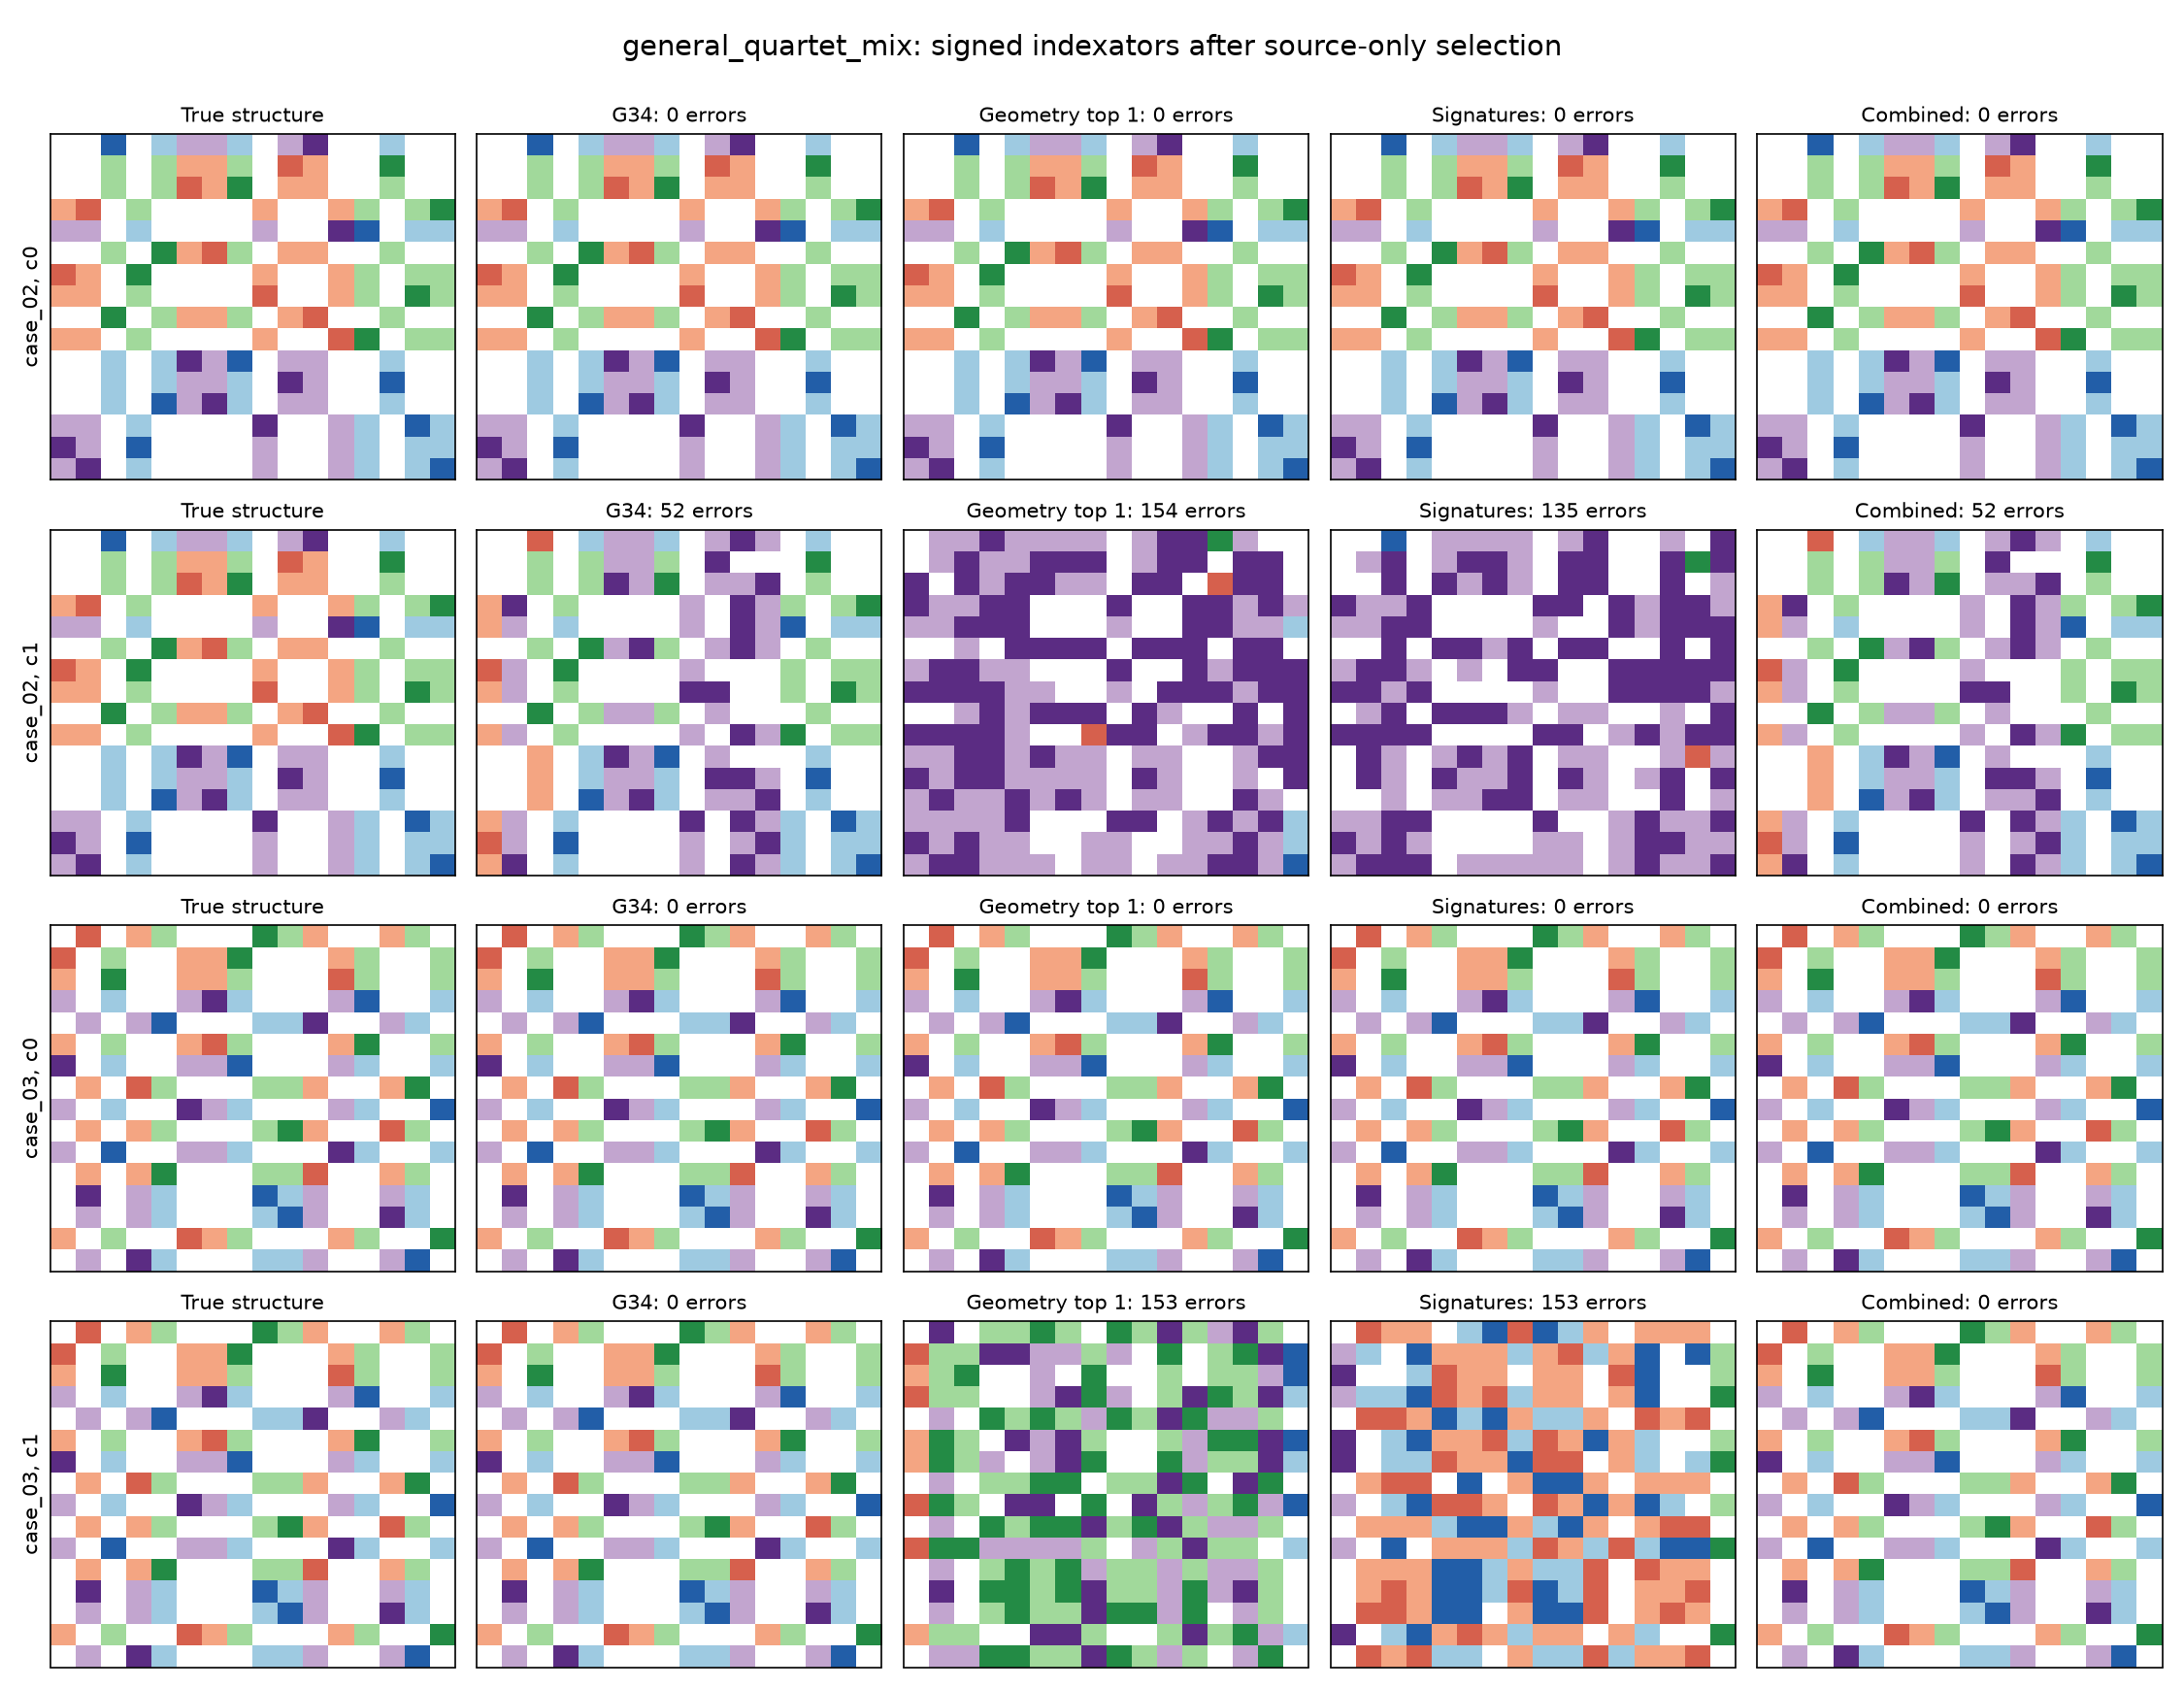 general_quartet_mix: signed indexators after source-only selection
True structure
G34: 0 errors
Geometry top 1: 0 errors
Signatures: 0 errors
Combined: 0 errors
case_02, c0
True structure
G34: 52 errors
Geometry top 1: 154 errors
Signatures: 135 errors
Combined: 52 errors
case_02, c1
True structure
G34: 0 errors
Geometry top 1: 0 errors
Signatures: 0 errors
Combined: 0 errors
case_03, c0
True structure
G34: 0 errors
Geometry top 1: 153 errors
Signatures: 153 errors
Combined: 0 errors
case_03, c1